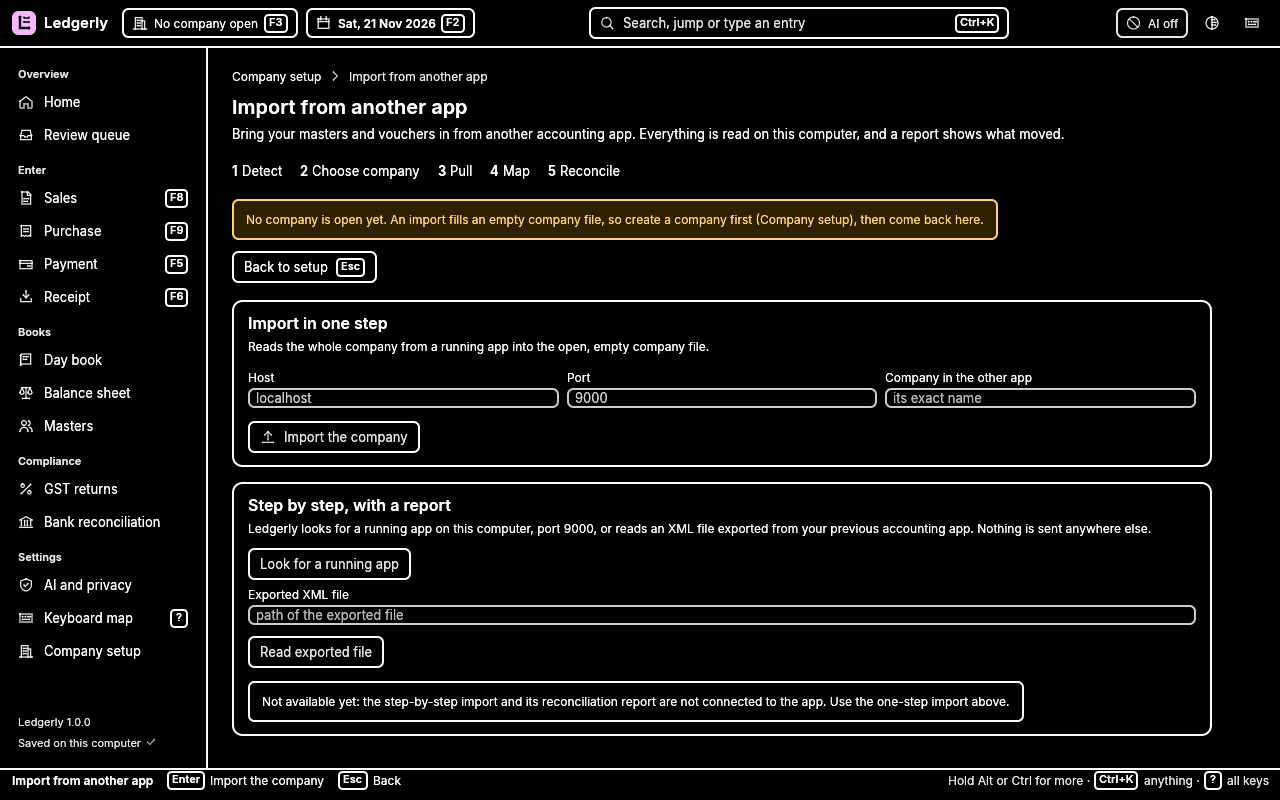 Ledgerly
No company open F3
Sat, 21 Nov 2026 F2
Search, jump or type an entry Ctrl+K
AI off
Overview
Home
Review queue
Enter
Sales F8
Purchase F9
Payment F5
Receipt F6
Books
Day book
Balance sheet
Masters
Compliance
GST returns
Bank reconciliation
Settings
AI and privacy
Keyboard map ?
Company setup
Ledgerly 1.0.0
Saved on this computer
Company setup Import from another app
Import from another app
Bring your masters and vouchers in from another accounting app. Everything is read on this computer, and a report shows what moved.
1 Detect 2 Choose company 3 Pull 4 Map 5 Reconcile
No company is open yet. An import fills an empty company file, so create a company first (Company setup), then come back here.
Back to setup Esc
Import in one step
Reads the whole company from a running app into the open, empty company file.
Host Port Company in the other app
localhost 9000 its exact name
Import the company
Step by step, with a report
Ledgerly looks for a running app on this computer, port 9000, or reads an XML file exported from your previous accounting app. Nothing is sent anywhere else.
Look for a running app
Exported XML file
path of the exported file
Read exported file
Not available yet: the step-by-step import and its reconciliation report are not connected to the app. Use the one-step import above.
Import from another app Enter Import the company Esc Back
Hold Alt or Ctrl for more · Ctrl+K anything · ? all keys